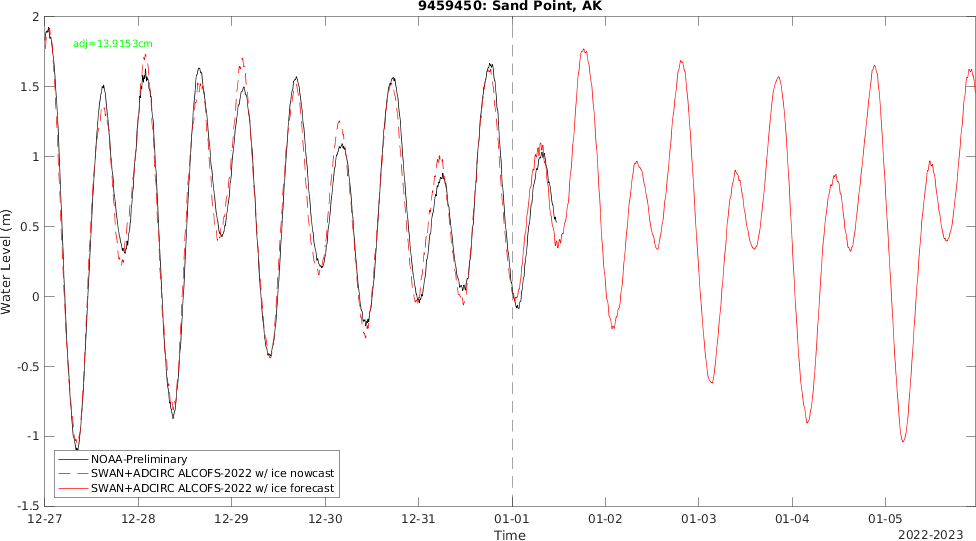 9459450: Sand Point, AK
adj=13.9153cm
2
1.5
1
0.5
0
-0.5
-1
-1.5
Water Level (m)
NOAA-Preliminary
SWAN+ADCIRC ALCOFS-2022 w/ ice nowcast
SWAN+ADCIRC ALCOFS-2022 w/ ice forecast
12-27 12-28 12-29 12-30 12-31 01-01 01-02 01-03 01-04 01-05
Time
2022-2023